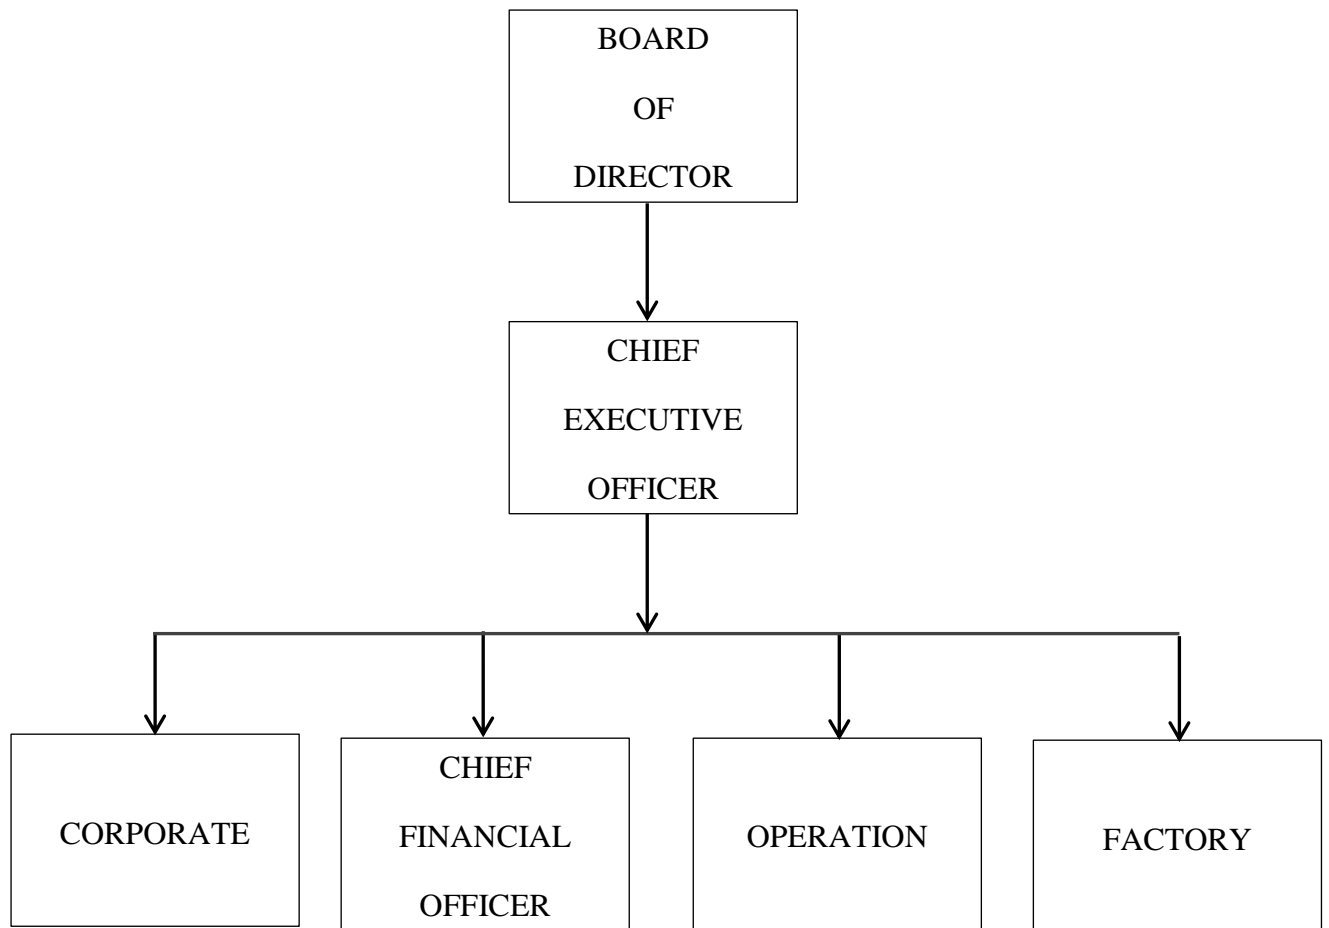 BOARD
OF
DIRECTOR
CHIEF
EXECUTIVE
OFFICER
CORPORATE
CHIEF
FINANCIAL
OFFICER
OPERATION
FACTORY